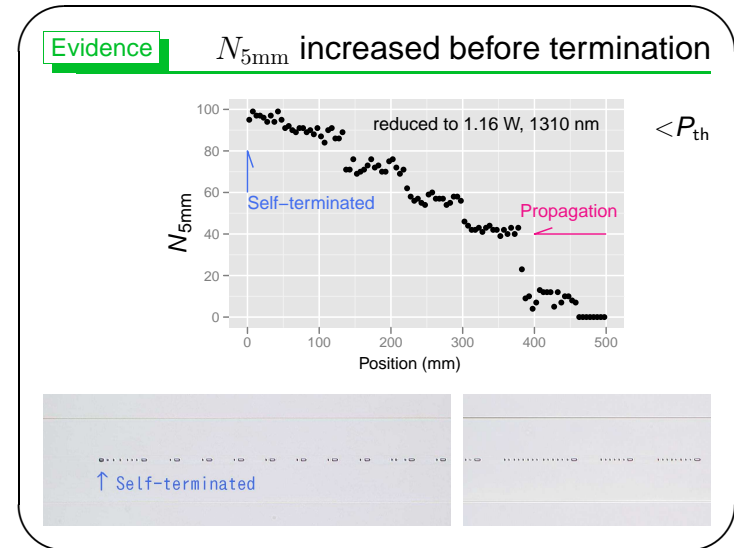 Evidence
N5mm increased before termination
100
80
60
40
20
0
N5mm
reduced to 1.16 W, 1310 nm
<Pth
Self−terminated
Propagation
0 100 200 300 400 500
Position (mm)
↑ Self-terminated